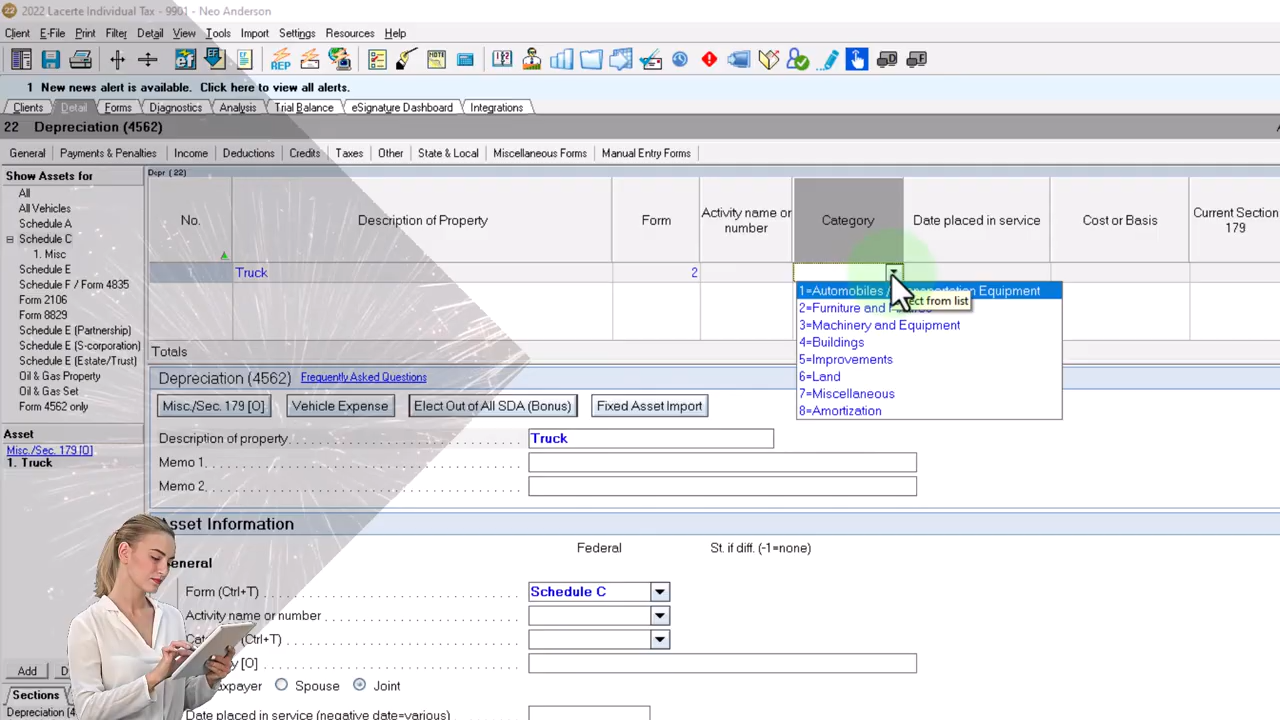 22 2022 Lacerte Individual Tax - 9901 - Neo Anderson
Client E-File Print Filter Detail View Tools Import Settings Resources Help
REP
1 New news alert is available. Click here to view all alerts.
Clients Detail Forms Diagnostics Analysis Trial Balance eSignature Dashboard Integrations
22 Depreciation (4562)
General Payments & Penalties Income Deductions Credits Taxes Other State & Local Miscellaneous Forms Manual Entry Forms
Show Assets for
All
All Vehicles
Schedule A
Schedule C
1. Misc
Schedule E
Schedule F / Form 4835
Form 2106
Form 8829
Schedule E (Partnership)
Schedule E (S-corporation)
Schedule E (Estate/Trust)
Oil & Gas Property
Oil & Gas Set
Form 4562 only
Asset
Misc./Sec. 179 [O]
1. Truck
Depr (22)
No. Description of Property Form Activity name or number Category Date placed in service Cost or Basis Current Section 179
1 Truck 2
1=Automobiles Equipment
2=Furniture and
3=Machinery and Equipment
4=Buildings
5=Improvements
6=Land
7=Miscellaneous
8=Amortization
from list
Totals
Depreciation (4562) Frequently Asked Questions
Misc./Sec. 179 [O] Vehicle Expense Elect Out of All SDA (Bonus) Fixed Asset Import
Description of property Truck
Memo 1
Memo 2
Asset Information
Federal St. if diff. (-1=none)
General
Form (Ctrl+T) Schedule C
Activity name or number
(Ctrl+T)
[O]
Spouse Joint
Date placed in service (negative date=various)
Add
Sections
Depreciation (4